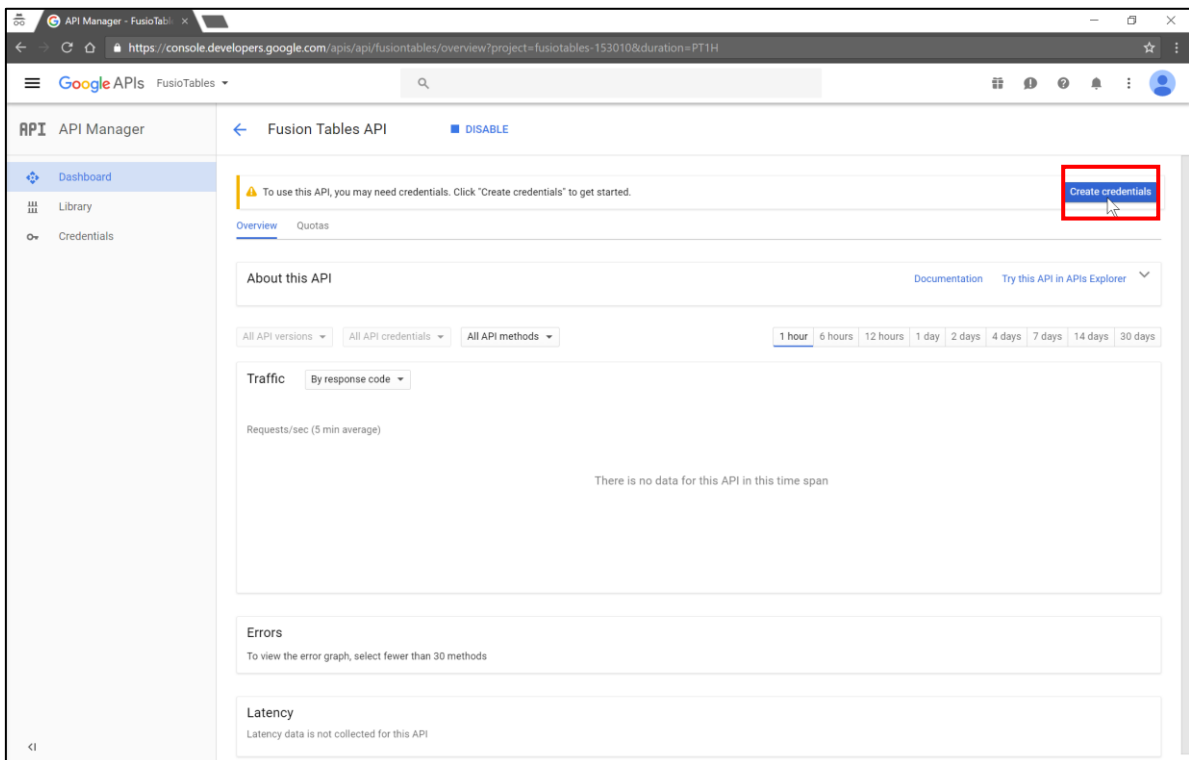 API Manager - FusioTabl
https://console.developers.google.com/apis/api/fusiontables/overview?project=fusiotables-153010&duration=PT1H
Google APIs FusioTables
API API Manager
Fusion Tables API DISABLE
Dashboard
Library
Credentials
To use this API, you may need credentials. Click "Create credentials" to get started.
Create credentials
Overview Quotas
About this API
Documentation Try this API in APIs Explorer
All API versions All API credentials All API methods
1 hour 6 hours 12 hours 1 day 2 days 4 days 7 days 14 days 30 days
Traffic By response code
Requests/sec (5 min average)
There is no data for this API in this time span
Errors
To view the error graph, select fewer than 30 methods
Latency
Latency data is not collected for this API